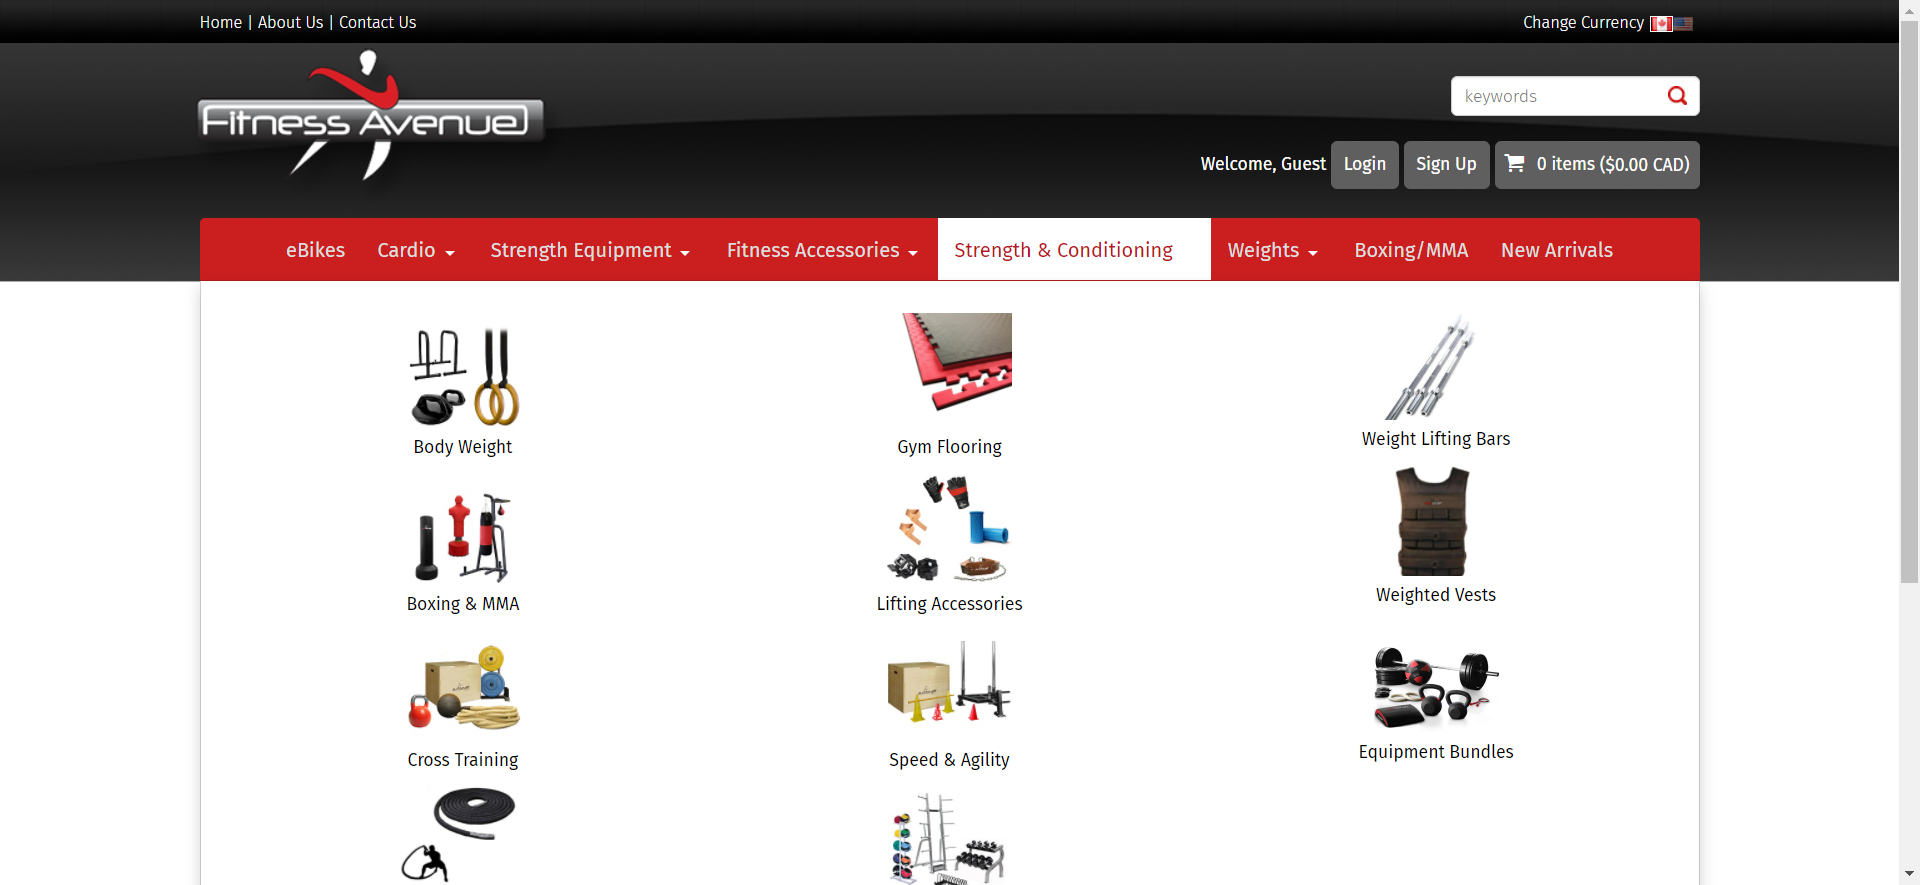 Home | About Us | Contact Us
Change Currency
Fitness Avenue
keywords
Welcome, Guest
Login
Sign Up
0 items ($0.00 CAD)
eBikes
Cardio
Strength Equipment
Fitness Accessories
Strength & Conditioning
Weights
Boxing/MMA
New Arrivals
Body Weight
Gym Flooring
Weight Lifting Bars
Boxing & MMA
Lifting Accessories
Weighted Vests
Cross Training
Speed & Agility
Equipment Bundles